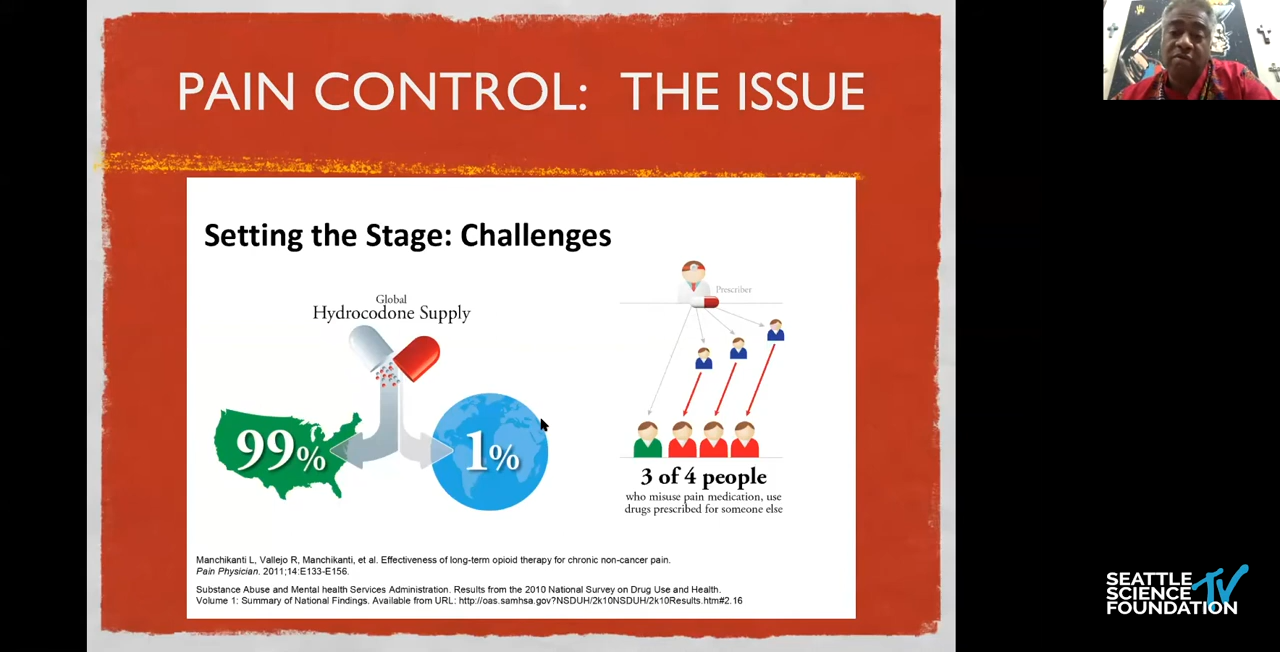 PAIN CONTROL: THE ISSUE
Setting the Stage: Challenges
Global
Hydrocodone Supply
99%
1%
Prescriber
3 of 4 people
who misuse pain medication, use
drugs prescribed for someone else
Manchikanti L, Vallejo R, Manchikanti, et al. Effectiveness of long-term opioid therapy for chronic non-cancer pain.
Pain Physician. 2011;14:E133-E156.
Substance Abuse and Mental health Services Administration. Results from the 2010 National Survey on Drug Use and Health.
Volume 1: Summary of National Findings. Available from URL: http://oas.samhsa.gov?NSDUH/2k10NSDUH/2k10Results.htm#2.16
SEATTLE
SCIENCE TV
FOUNDATION